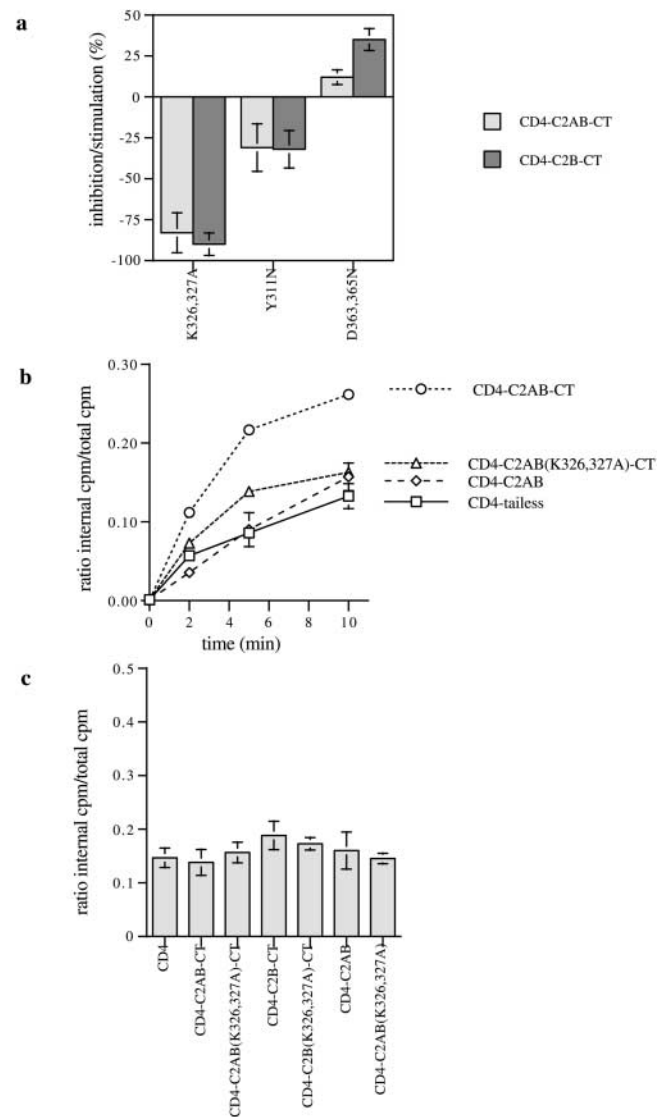 a
inhibition/stimulation (%)
50
25
0
-25
-50
-75
-100
K326,327A
Y311N
D363,365N
CD4-C2AB-CT
CD4-C2B-CT
b
ratio internal cpm/total cpm
0.30
0.20
0.10
0.00
0
2
4
6
8
10
time (min)
CD4-C2AB-CT
CD4-C2AB(K326,327A)-CT
CD4-C2AB
CD4-tailess
c
ratio internal cpm/total cpm
0.5
0.4
0.3
0.2
0.1
0
CD4
CD4-C2AB-CT
CD4-C2AB(K326,327A)-CT
CD4-C2B-CT
CD4-C2B(K326,327A)-CT
CD4-C2AB
CD4-C2AB(K326,327A)